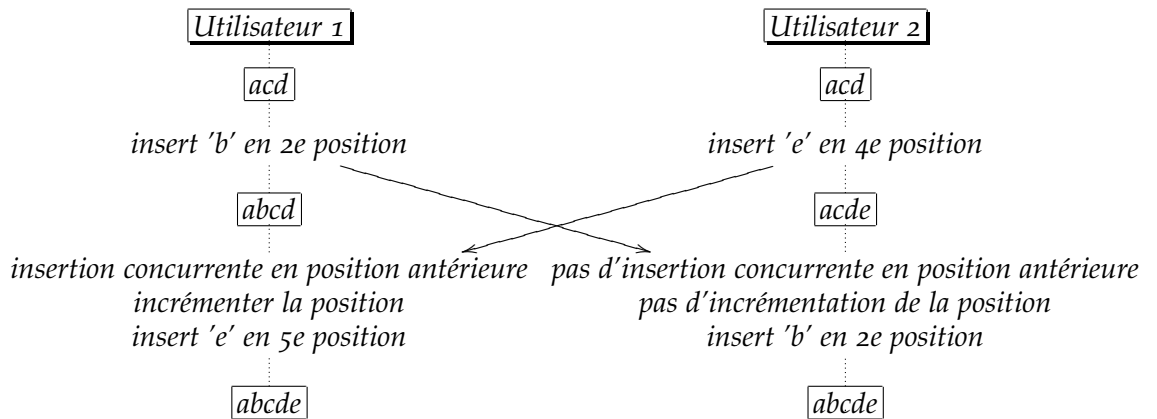 Utilisateur 1 Utilisateur 2
acd acd
insert 'b' en 2e position insert 'e' en 4e position
abcd acde
insertion concurrente en position antérieure pas d'insertion concurrente en position antérieure
incrémenter la position pas d'incrémentation de la position
insert 'e' en 5e position insert 'b' en 2e position
abcde abcde